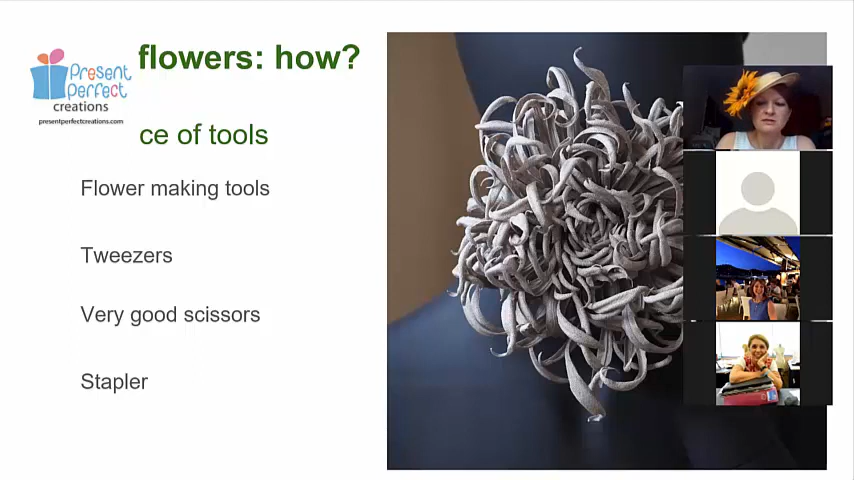 flowers: how?
Present
Perfect
creations
presentperfectcreations.com
ce of tools
Flower making tools
Tweezers
Very good scissors
Stapler